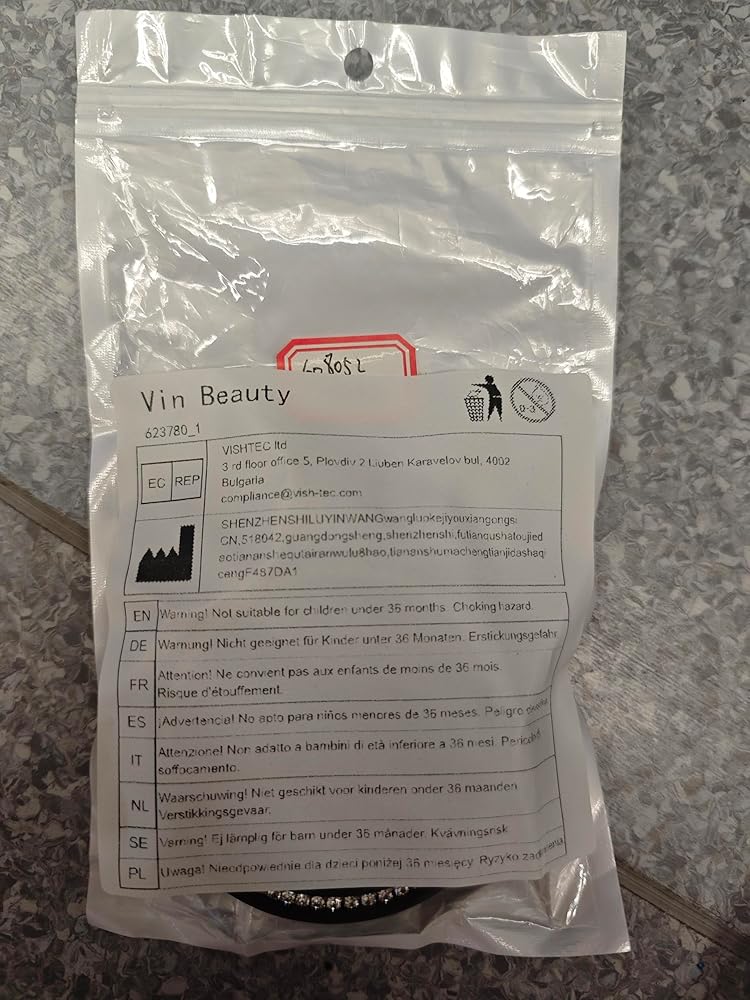 608052
Vin Beauty
0-3
623780_1
EC REP
VISHTEC ltd
3 rd floor office 5, Plovdiv 2 Liuben Karavelov bul, 4002
Bulgaria
compliance@vish-tec.com
SHENZHENSHILUYINWANGwangluokejiyouxiangongsi
CN,518042,guangdongsheng,shenzhenshi,futianqushatoujied
aotiananshequtairanwulu8hao,tiananshumachengtianjidashaqi
cengF487DA1
EN Warning! Not suitable for children under 36 months. Choking hazard.
DE Warnung! Nicht geeignet für Kinder unter 36 Monaten. Erstickungsgefahr
FR Attention! Ne convient pas aux enfants de moins de 36 mois.
Risque d'étouffement.
ES ¡Advertencia! No apto para niños menores de 36 meses. Peligro
IT Attenzione! Non adatto a bambini di età inferiore a 36 mesi.
soffocamento.
NL Waarschuwing! Niet geschikt voor kinderen onder 36 maanden
Verstikkingsgevaar.
SE Varning! Ej lämplig för barn under 36 månader. Kvävningsrisk
PL Uwaga! Nieodpowiednie dla dzieci poniżej 36 miesięcy. Ryzyko